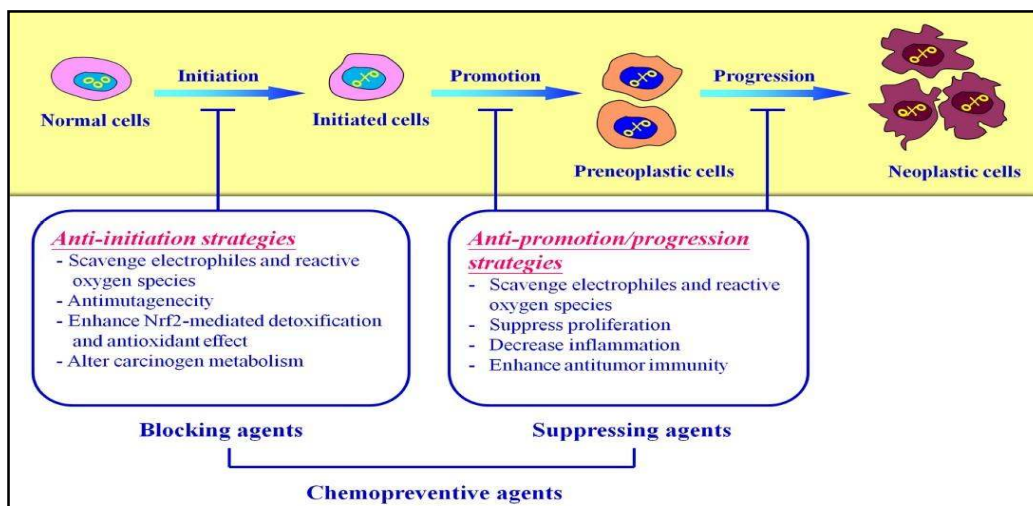 Initiation
Promotion
Progression
Normal cells
Initiated cells
Preneoplastic cells
Neoplastic cells
Anti-initiation strategies
- Scavenge electrophiles and reactive
oxygen species
- Antimutagenecity
- Enhance Nrf2-mediated detoxification
and antioxidant effect
- Alter carcinogen metabolism
Anti-promotion/progression
strategies
- Scavenge electrophiles and reactive
oxygen species
- Suppress proliferation
- Decrease inflammation
- Enhance antitumor immunity
Blocking agents
Suppressing agents
Chemopreventive agents